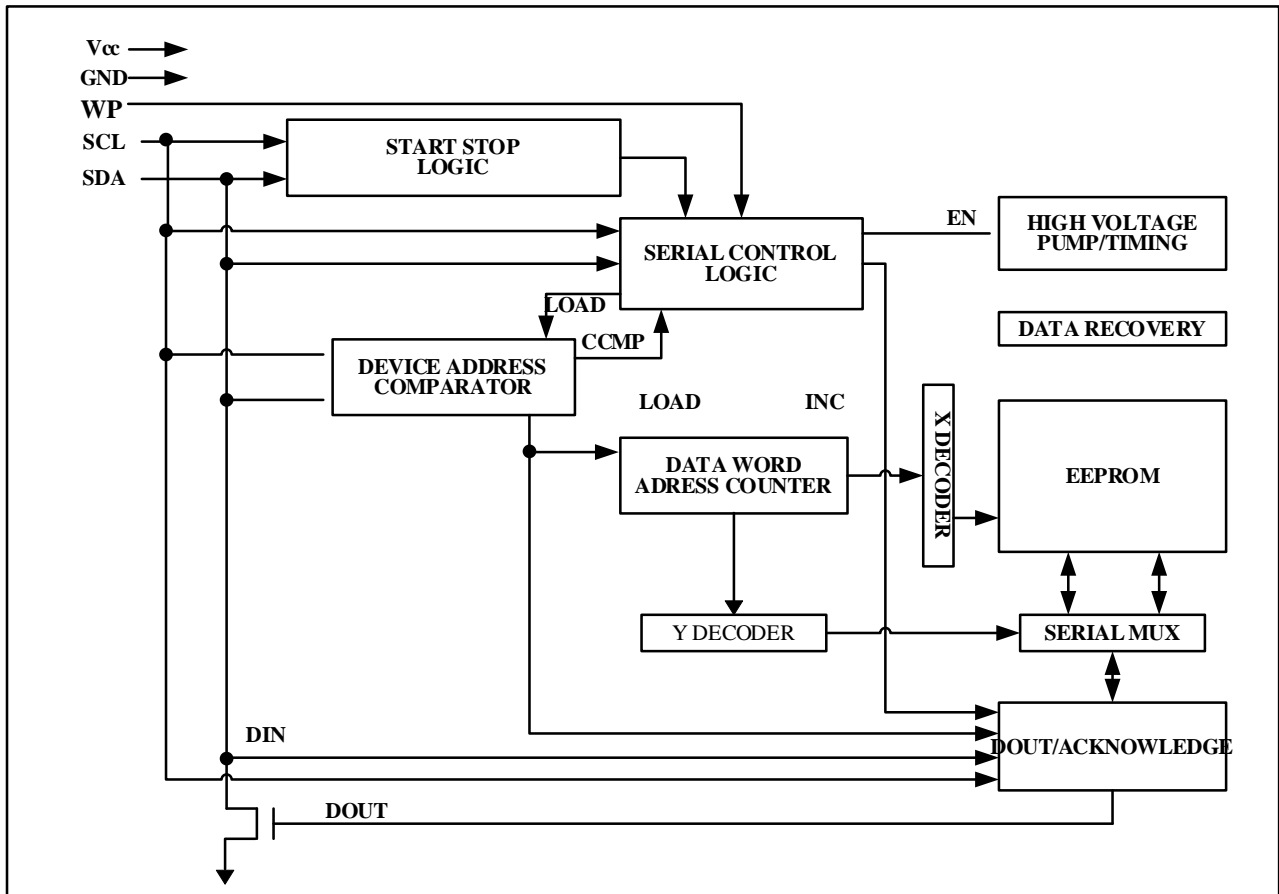 Vcc
GND
WP
SCL
SDA
START STOP
LOGIC
EN
HIGH VOLTAGE
PUMP/TIMING
SERIAL CONTROL
LOGIC
LOAD
CCMP
DATA RECOVERY
DEVICE ADDRESS
COMPARATOR
LOAD
INC
X DECODER
DATA WORD
ADRESS COUNTER
EEPROM
Y DECODER
SERIAL MUX
DIN
DOUT/ACKNOWLEDGE
DOUT